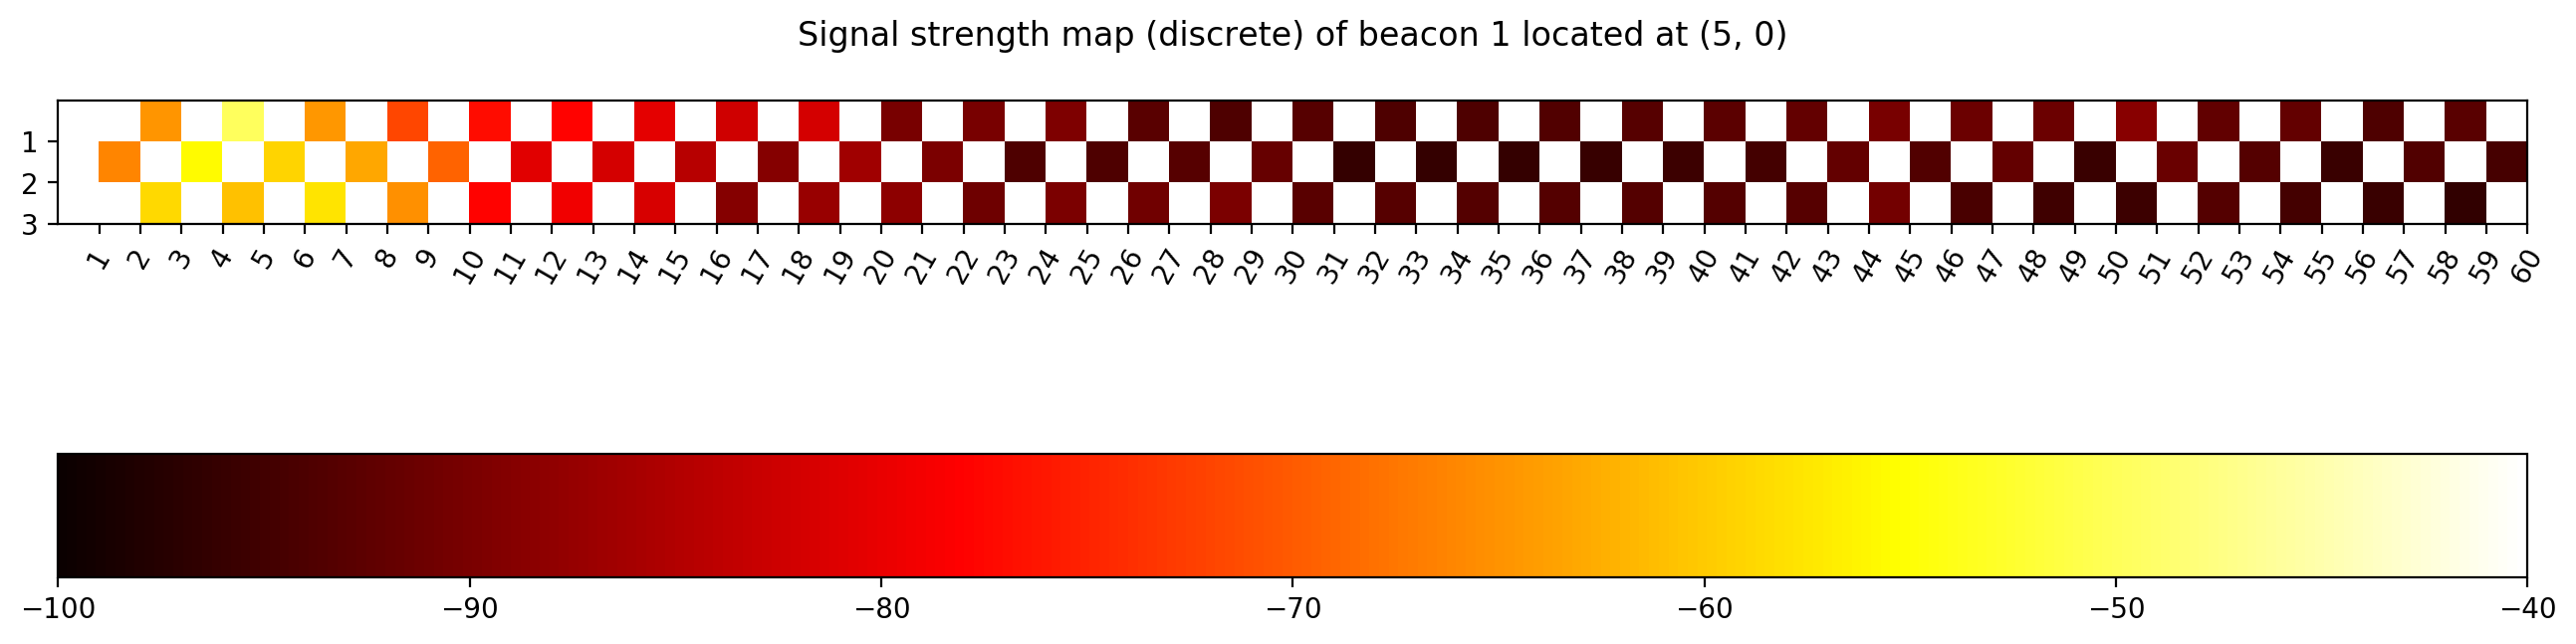 Signal strength map (discrete) of beacon 1 located at (5, 0)
1
2
3
1 2 3 4 5 6 7 8 9 10 11 12 13 14 15 16 17 18 19 20 21 22 23 24 25 26 27 28 29 30 31 32 33 34 35 36 37 38 39 40 41 42 43 44 45 46 47 48 49 50 51 52 53 54 55 56 57 58 59 60
−100 −90 −80 −70 −60 −50 −40